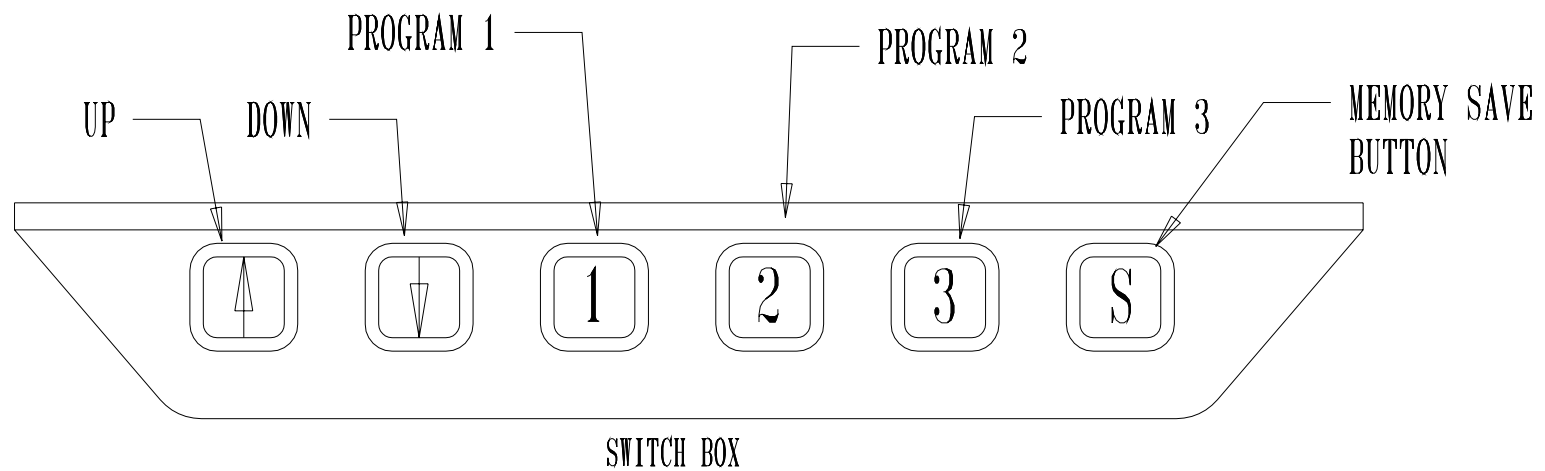 PROGRAM 1
PROGRAM 2
UP
DOWN
PROGRAM 3
MEMORY SAVE
BUTTON
1
2
3
S
SWITCH BOX